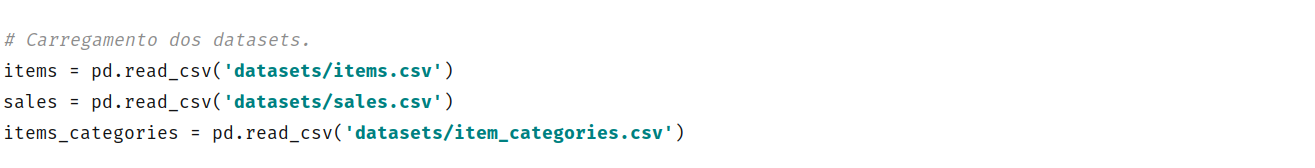 # Carregamento dos datasets.
items = pd.read_csv('datasets/items.csv')
sales = pd.read_csv('datasets/sales.csv')
items_categories = pd.read_csv('datasets/item_categories.csv')